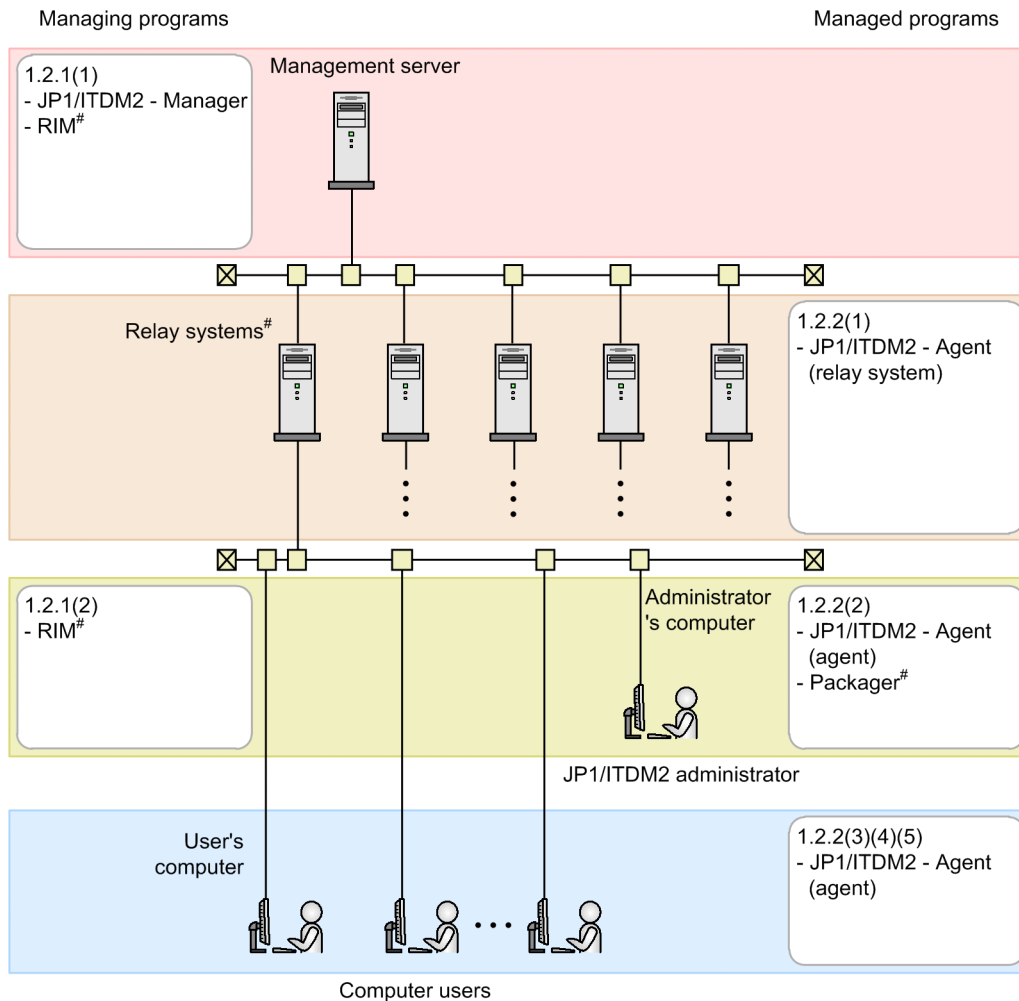 Managing programs
Managed programs
1.2.1(1)
- JP1/ITDM2 - Manager
- RIM#
Management server
Relay systems#
1.2.2(1)
- JP1/ITDM2 - Agent
(relay system)
1.2.1(2)
- RIM#
Administrator
's computer
1.2.2(2)
- JP1/ITDM2 - Agent
(agent)
- Packager#
JP1/ITDM2 administrator
User's
computer
1.2.2(3)(4)(5)
- JP1/ITDM2 - Agent
(agent)
Computer users